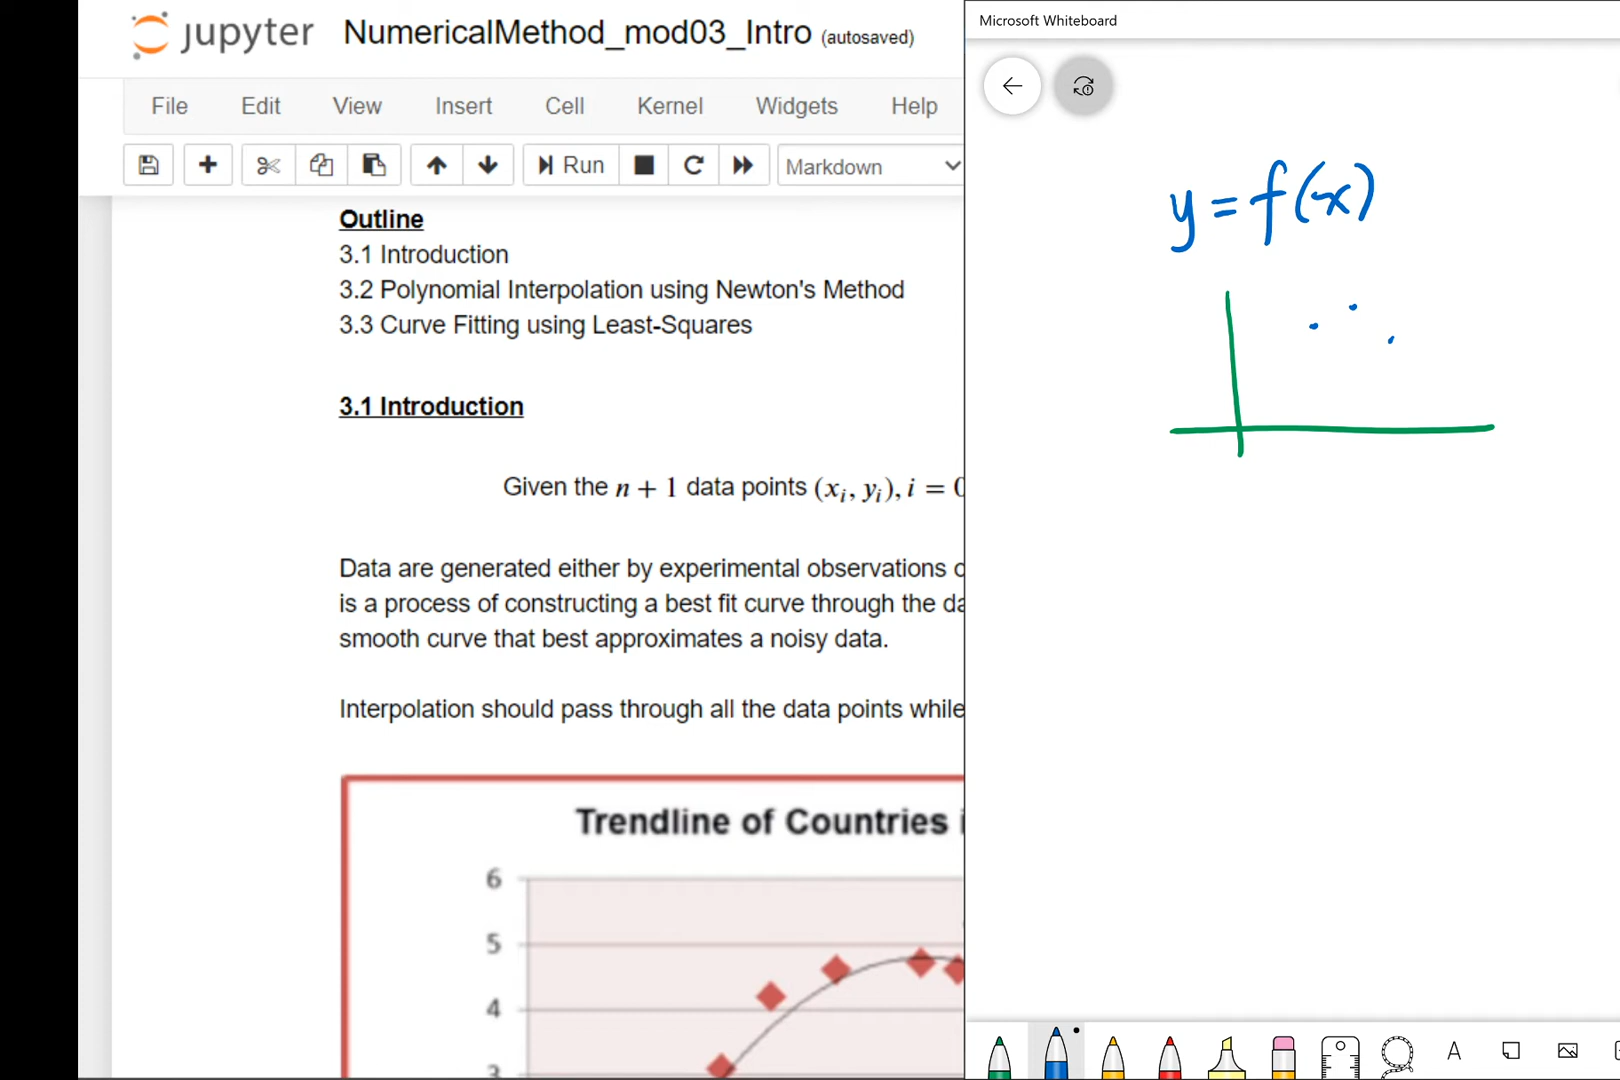 jupyter NumericalMethod_mod03_Intro (autosaved)
File Edit View Insert Cell Kernel Widgets Help
Run Markdown
Outline
3.1 Introduction
3.2 Polynomial Interpolation using Newton's Method
3.3 Curve Fitting using Least-Squares
3.1 Introduction
Given the n + 1 data points (xᵢ, yᵢ), i =
Data are generated either by experimental observations
is a process of constructing a best fit curve through the
smooth curve that best approximates a noisy data.
Interpolation should pass through all the data points while
Trendline of Countries
6
5
4
3
Microsoft Whiteboard
y = f(x)
A